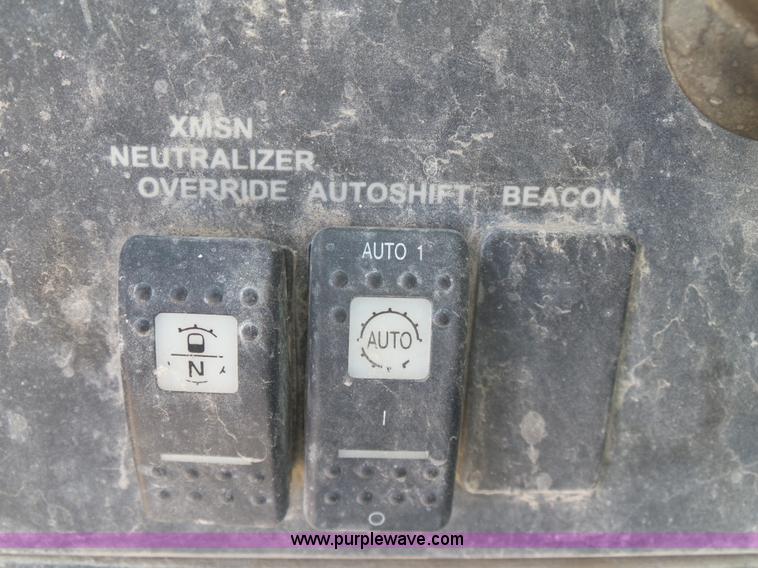 XMSN
NEUTRALIZER
OVERRIDE AUTOSHIFT BEACON
AUTO 1
AUTO
N
I
O
www.purplewave.com